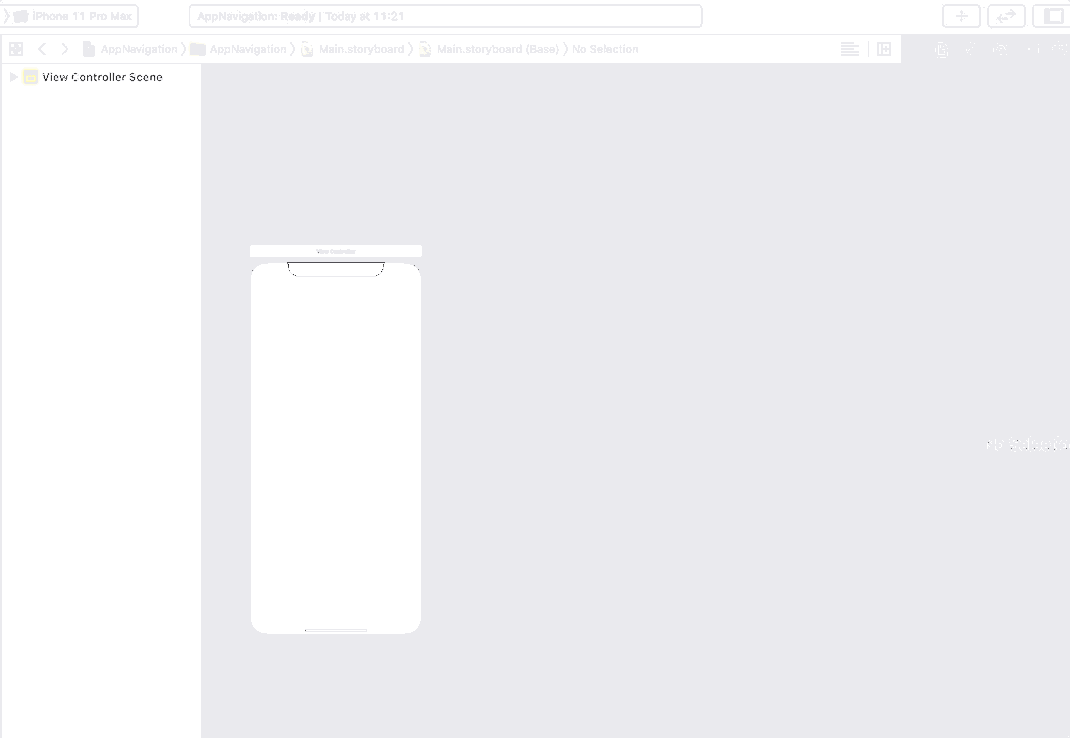 iPhone 11 Pro Max
AppNavigation: Ready | Today at 11:21
AppNavigation AppNavigation Main.storyboard Main.storyboard (Base) No Selection
View Controller Scene
View Controller